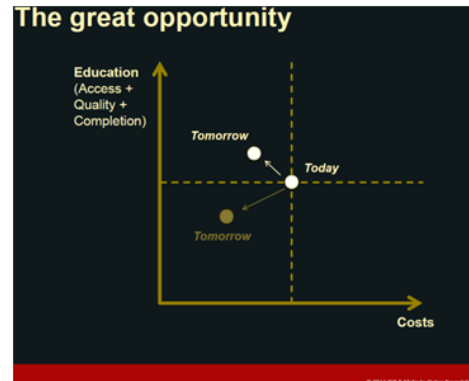 The great opportunity
Education
(Access +
Quality +
Completion)
Tomorrow
Today
Tomorrow
Costs